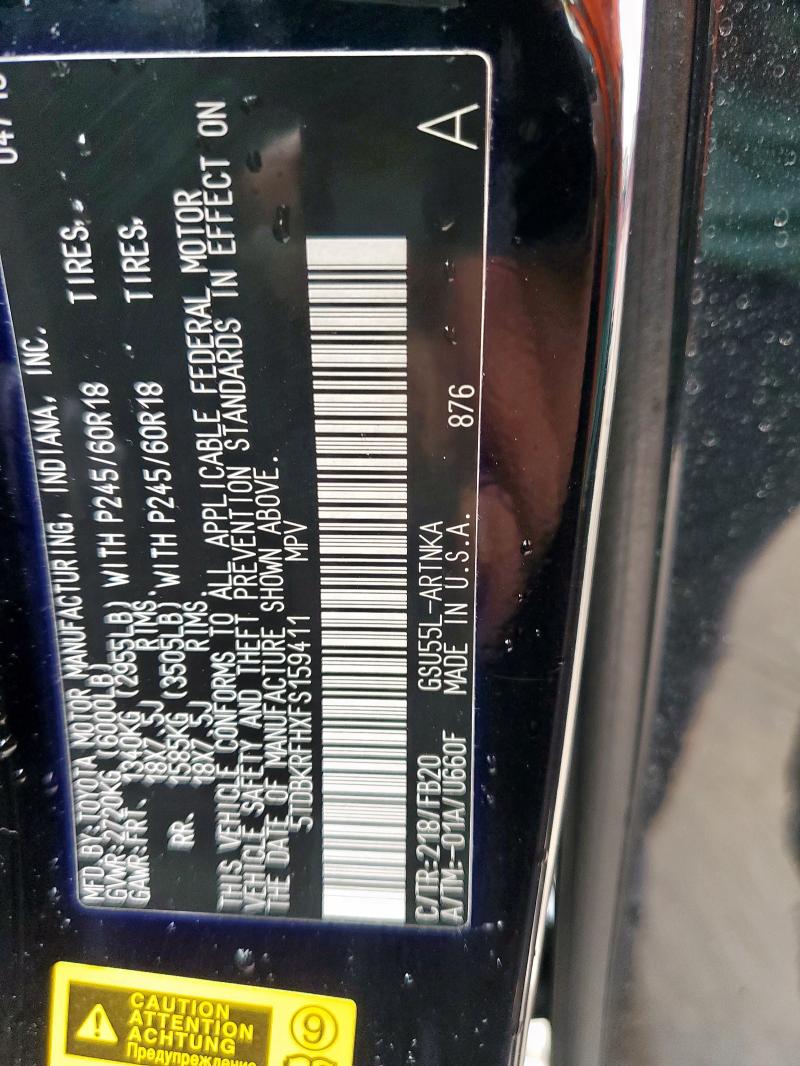 MFD.BY:TOYOTA MOTOR MANUFACTURING, INDIANA, INC.
GVWR:2720KG (6000LB)
GAWR:FRT. 1340KG (2955LB) WITH P245/60R18 TIRES,
18X7.5J RIMS.
RR. 1585KG (3505LB) WITH P245/60R18 TIRES,
18X7.5J RIMS.
THIS VEHICLE CONFORMS TO ALL APPLICABLE FEDERAL MOTOR
VEHICLE SAFETY AND THEFT PREVENTION STANDARDS IN EFFECT ON
THE DATE OF MANUFACTURE SHOWN ABOVE.
5TDBKRFHXFS159411 MPV
C/TR:218/FB20 GSU55L-ARTNKA A
A/TM:-01A/U660F MADE IN U.S.A. 876
CAUTION
ATTENTION
ACHTUNG
Предупреждение
9